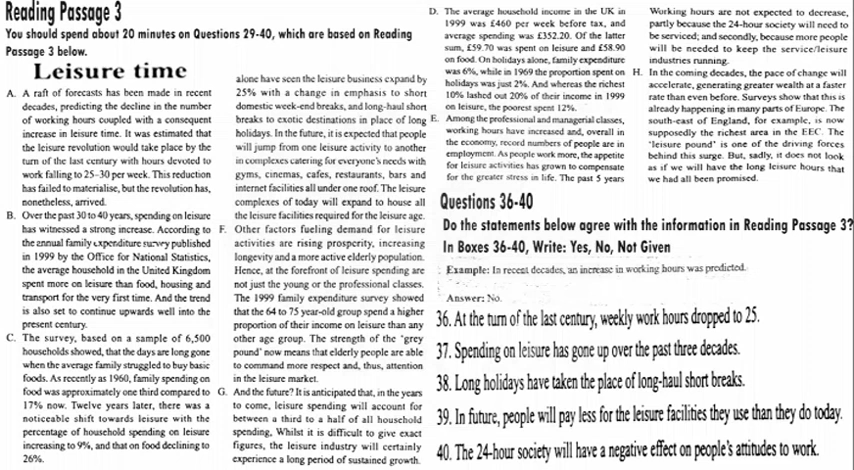 Reading Passage 3
You should spend about 20 minutes on Questions 29-40, which are based on Reading
Passage 3 below.
Leisure time
A. A raft of forecasts has been made in recent
decades, predicting the decline in the number
of working hours coupled with a consequent
increase in leisure time. It was estimated that
the leisure revolution would take place by the
turn of the last century with hours devoted to
work falling to 25-30 per week. This reduction
has failed to materialise, but the revolution has,
nonetheless, arrived.
B. Over the past 30 to 40 years, spending on leisure
has witnessed a strong increase. According to
the annual family expenditure survey published
in 1999 by the Office for National Statistics,
the average household in the United Kingdom
spent more on leisure than food, housing and
transport for the very first time. And the trend
is also set to continue upwards well into the
present century.
C. The survey, based on a sample of 6,500
households showed, that the days are long gone
when the average family struggled to buy basic
foods. As recently as 1960, family spending on
food was approximately one third compared to
17% now. Twelve years later, there was a
noticeable shift towards leisure with the
percentage of household spending on leisure
increasing to 9%, and that on food declining to
26%.
D. The average household income in the UK in
1999 was £460 per week before tax, and
average spending was £352.20. Of the latter
sum, £59.70 was spent on leisure and £58.90
on food. On holidays alone, family expenditure
was 6%, while in 1969 the proportion spent on
holidays was just 2%. And whereas the richest
10% lashed out 20% of their income in 1999
on leisure, the poorest spent 12%.
E. Among the professional and managerial classes,
working hours have increased and, overall in
the economy, record numbers of people are in
employment. As people work more, the appetite
for leisure activities has grown to compensate
for the greater stress in life. The past 5 years
alone have seen the leisure business expand by
25% with a change in emphasis to short
domestic week-end breaks, and long-haul short
breaks to exotic destinations in place of long
holidays. In the future, it is expected that people
will jump from one leisure activity to another
in complexes catering for everyone's needs with
gyms, cinemas, cafes, restaurants, bars and
internet facilities all under one roof. The leisure
complexes of today will expand to house all
the leisure facilities required for the leisure age.
F. Other factors fueling demand for leisure
activities are rising prosperity, increasing
longevity and a more active elderly population.
Hence, at the forefront of leisure spending are
not just the young or the professional classes.
The 1999 family expenditure survey showed
that the 64 to 75 year-old group spend a higher
proportion of their income on leisure than any
other age group. The strength of the 'grey
pound' now means that elderly people are able
to command more respect and, thus, attention
in the leisure market.
G. And the future? It is anticipated that, in the years
to come, leisure spending will account for
between a third to a half of all household
spending, Whilst it is difficult to give exact
figures, the leisure industry will certainly
experience a long period of sustained growth.
Working hours are not expected to decrease,
partly because the 24-hour society will need to
be serviced; and secondly, because more people
will be needed to keep the service/leisure
industries running.
H. In the coming decades, the pace of change will
accelerate, generating greater wealth at a faster
rate than even before. Surveys show that this is
already happening in many parts of Europe. The
south-east of England, for example, is now
supposedly the richest area in the EEC. The
'leisure pound' is one of the driving forces
behind this surge. But, sadly, it does not look
as if we will have the long leisure hours that
we had all been promised.
Questions 36-40
Do the statements below agree with the information in Reading Passage 3?
In Boxes 36-40, Write: Yes, No, Not Given
Example: In recent decades, an increase in working hours was predicted.
Answer: No.
36. At the turn of the last century, weekly work hours dropped to 25.
37. Spending on leisure has gone up over the past three decades.
38. Long holidays have taken the place of long-haul short breaks.
39. In future, people will pay less for the leisure facilities they use than they do today.
40. The 24-hour society will have a negative effect on people's attitudes to work.